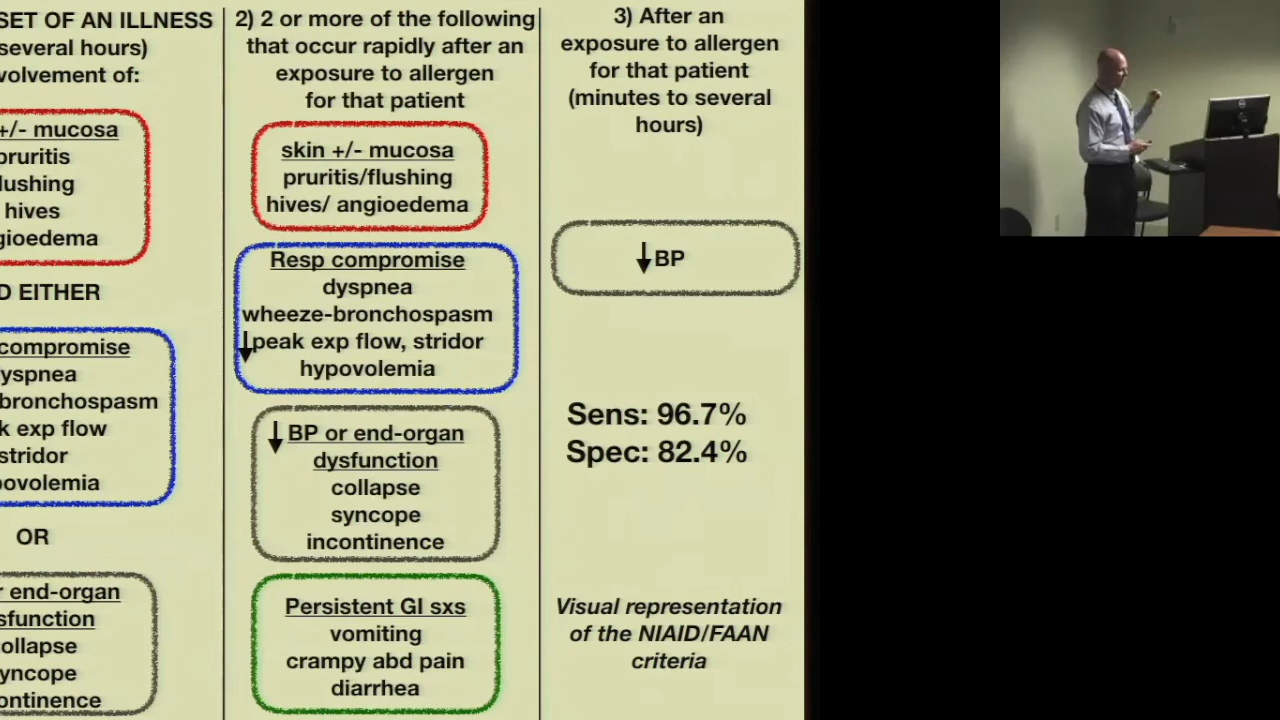 SET OF AN ILLNESS
several hours)
volvement of:
+/- mucosa
pruritis
lushing
hives
gioedema
D EITHER
compromise
yspnea
bronchospasm
k exp flow
stridor
povolemia
OR
r end-organ
sfunction
ollapse
yncope
ontinence
2) 2 or more of the following
that occur rapidly after an
exposure to allergen
for that patient
skin +/- mucosa
pruritis/flushing
hives/ angioedema
Resp compromise
dyspnea
wheeze-bronchospasm
↓peak exp flow, stridor
hypovolemia
↓ BP or end-organ
dysfunction
collapse
syncope
incontinence
Persistent GI sxs
vomiting
crampy abd pain
diarrhea
3) After an
exposure to allergen
for that patient
(minutes to several
hours)
↓ BP
Sens: 96.7%
Spec: 82.4%
Visual representation
of the NIAID/FAAN
criteria